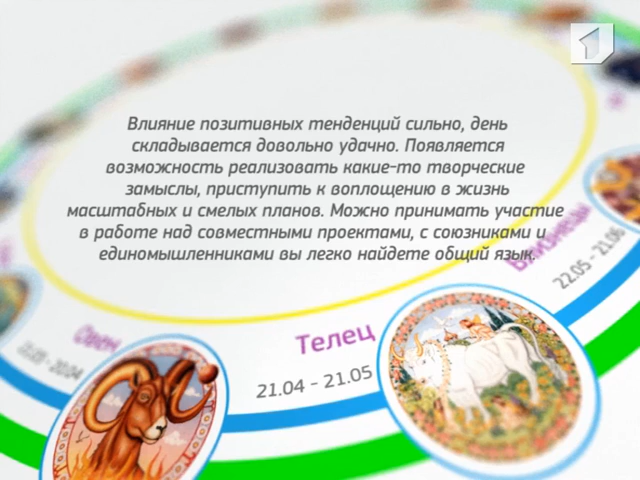 Влияние позитивных тенденций сильно, день
складывается довольно удачно. Появляется
возможность реализовать какие-то творческие
замыслы, приступить к воплощению в жизнь
масштабных и смелых планов. Можно принимать участие
в работе над совместными проектами, с союзниками и
единомышленниками вы легко найдете общий язык.
Близнецы
22.05 - 21.06
Телец
21.04 - 21.05
Овен
1